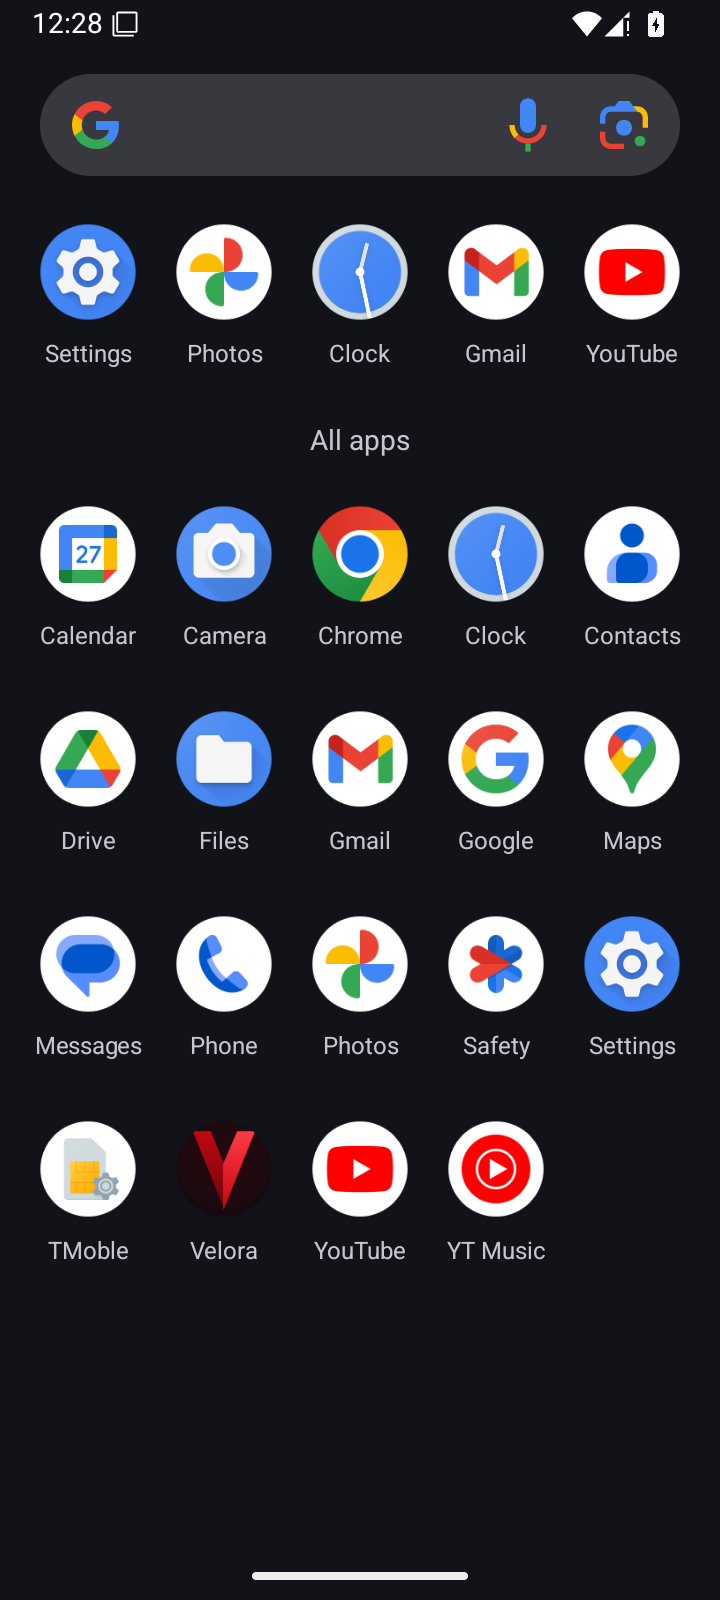 12:28
Settings Photos Clock Gmail YouTube
All apps
27
Calendar Camera Chrome Clock Contacts
Drive Files Gmail Google Maps
Messages Phone Photos Safety Settings
TMoble Velora YouTube YT Music